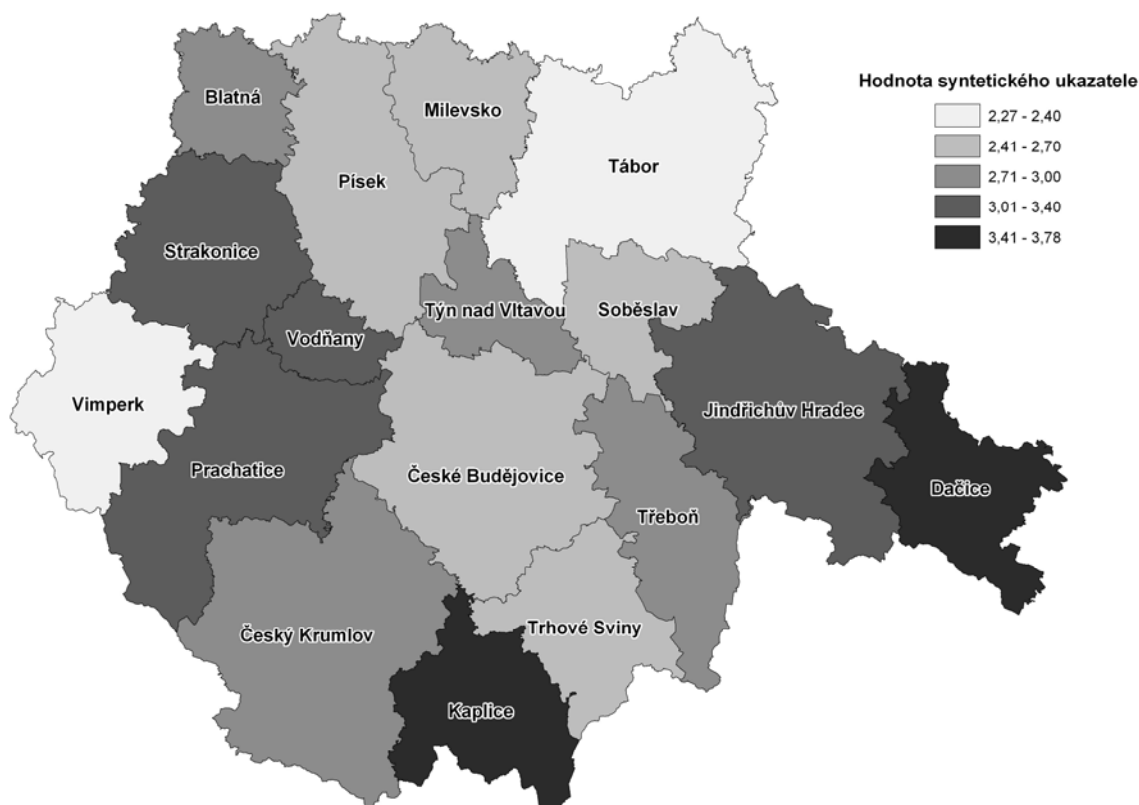 Hodnota syntetického ukazatele
2,27 - 2,40
2,41 - 2,70
2,71 - 3,00
3,01 - 3,40
3,41 - 3,78
Blatná
Milevsko
Písek
Tábor
Strakonice
Týn nad Vltavou
Soběslav
Vodňany
Vimperk
Jindřichův Hradec
Prachatice
České Budějovice
Dačice
Třeboň
Český Krumlov
Trhové Sviny
Kaplice